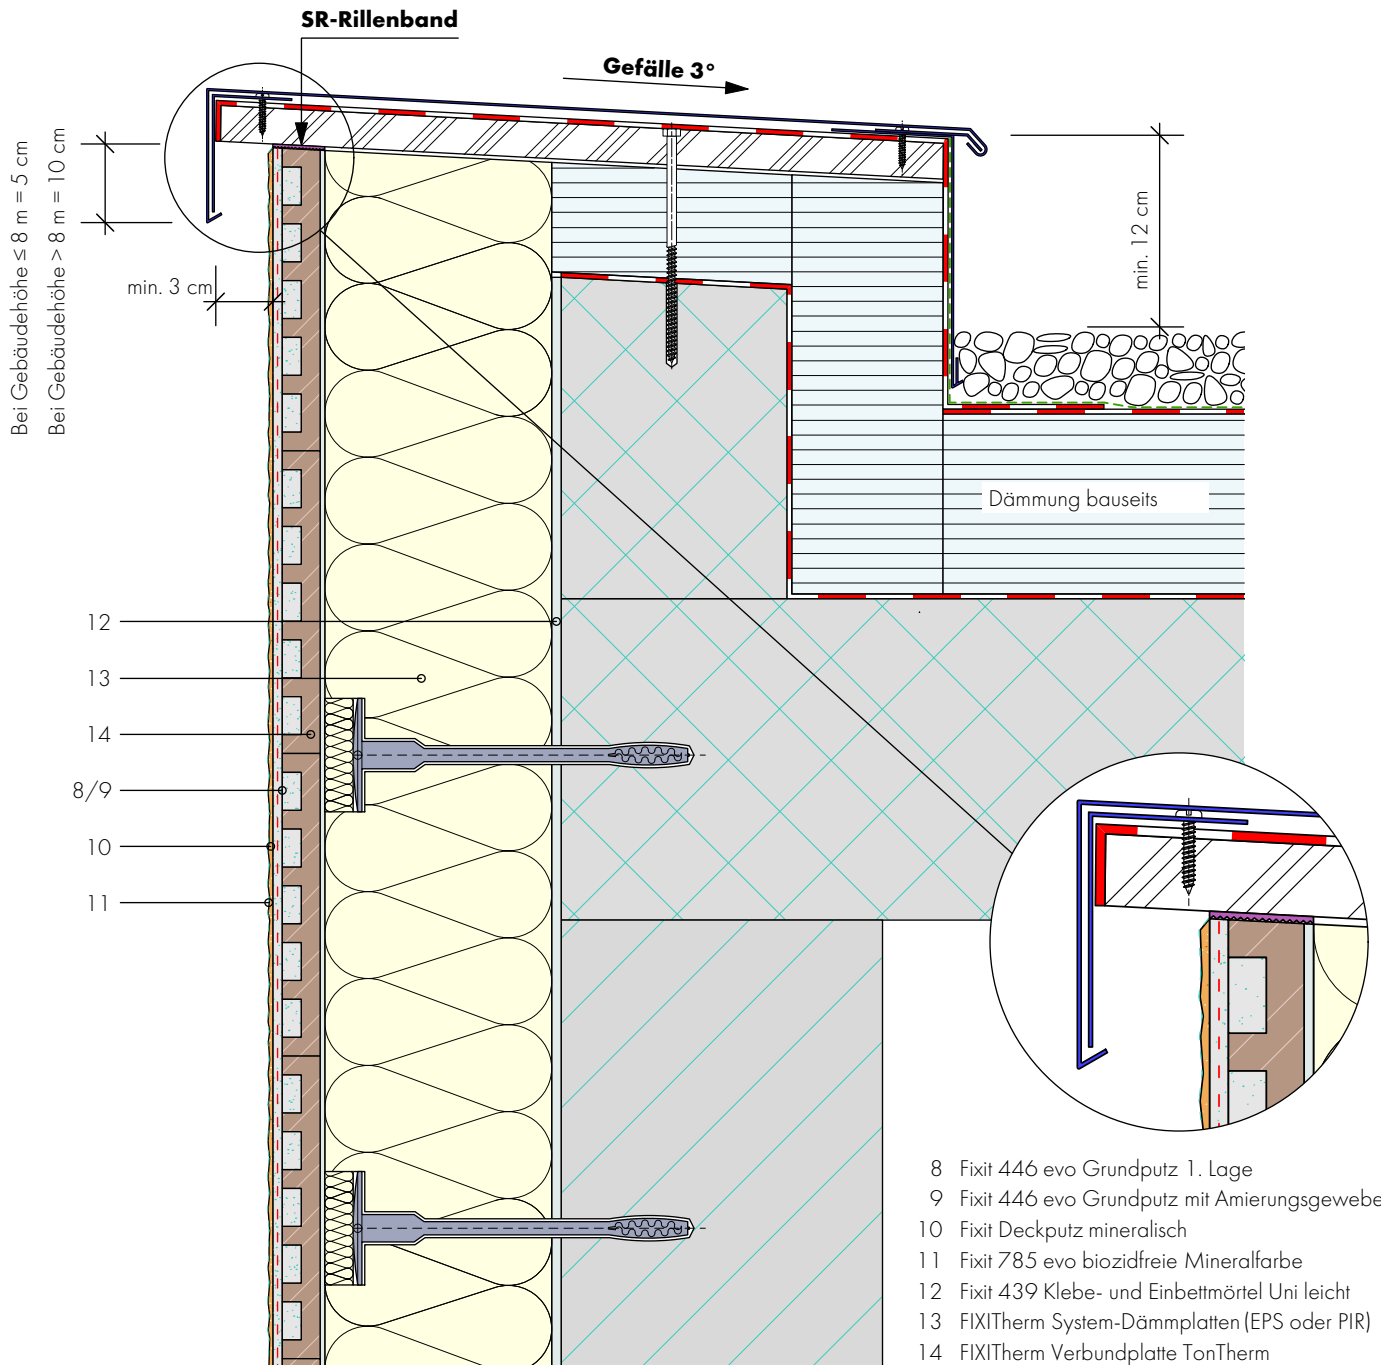 SR-Rillenband
Gefälle 3°
Bei Gebäudehöhe ≤ 8 m = 5 cm
Bei Gebäudehöhe > 8 m = 10 cm
min. 3 cm
min. 12 cm
Dämmung bauseits
12
13
14
8/9
10
11
8 Fixit 446 evo Grundputz 1. Lage
9 Fixit 446 evo Grundputz mit Amierungsgewebe
10 Fixit Deckputz mineralisch
11 Fixit 785 evo biozidfreie Mineralfarbe
12 Fixit 439 Klebe- und Einbettmörtel Uni leicht
13 FIXITherm System-Dämmplatten (EPS oder PIR)
14 FIXITherm Verbundplatte TonTherm